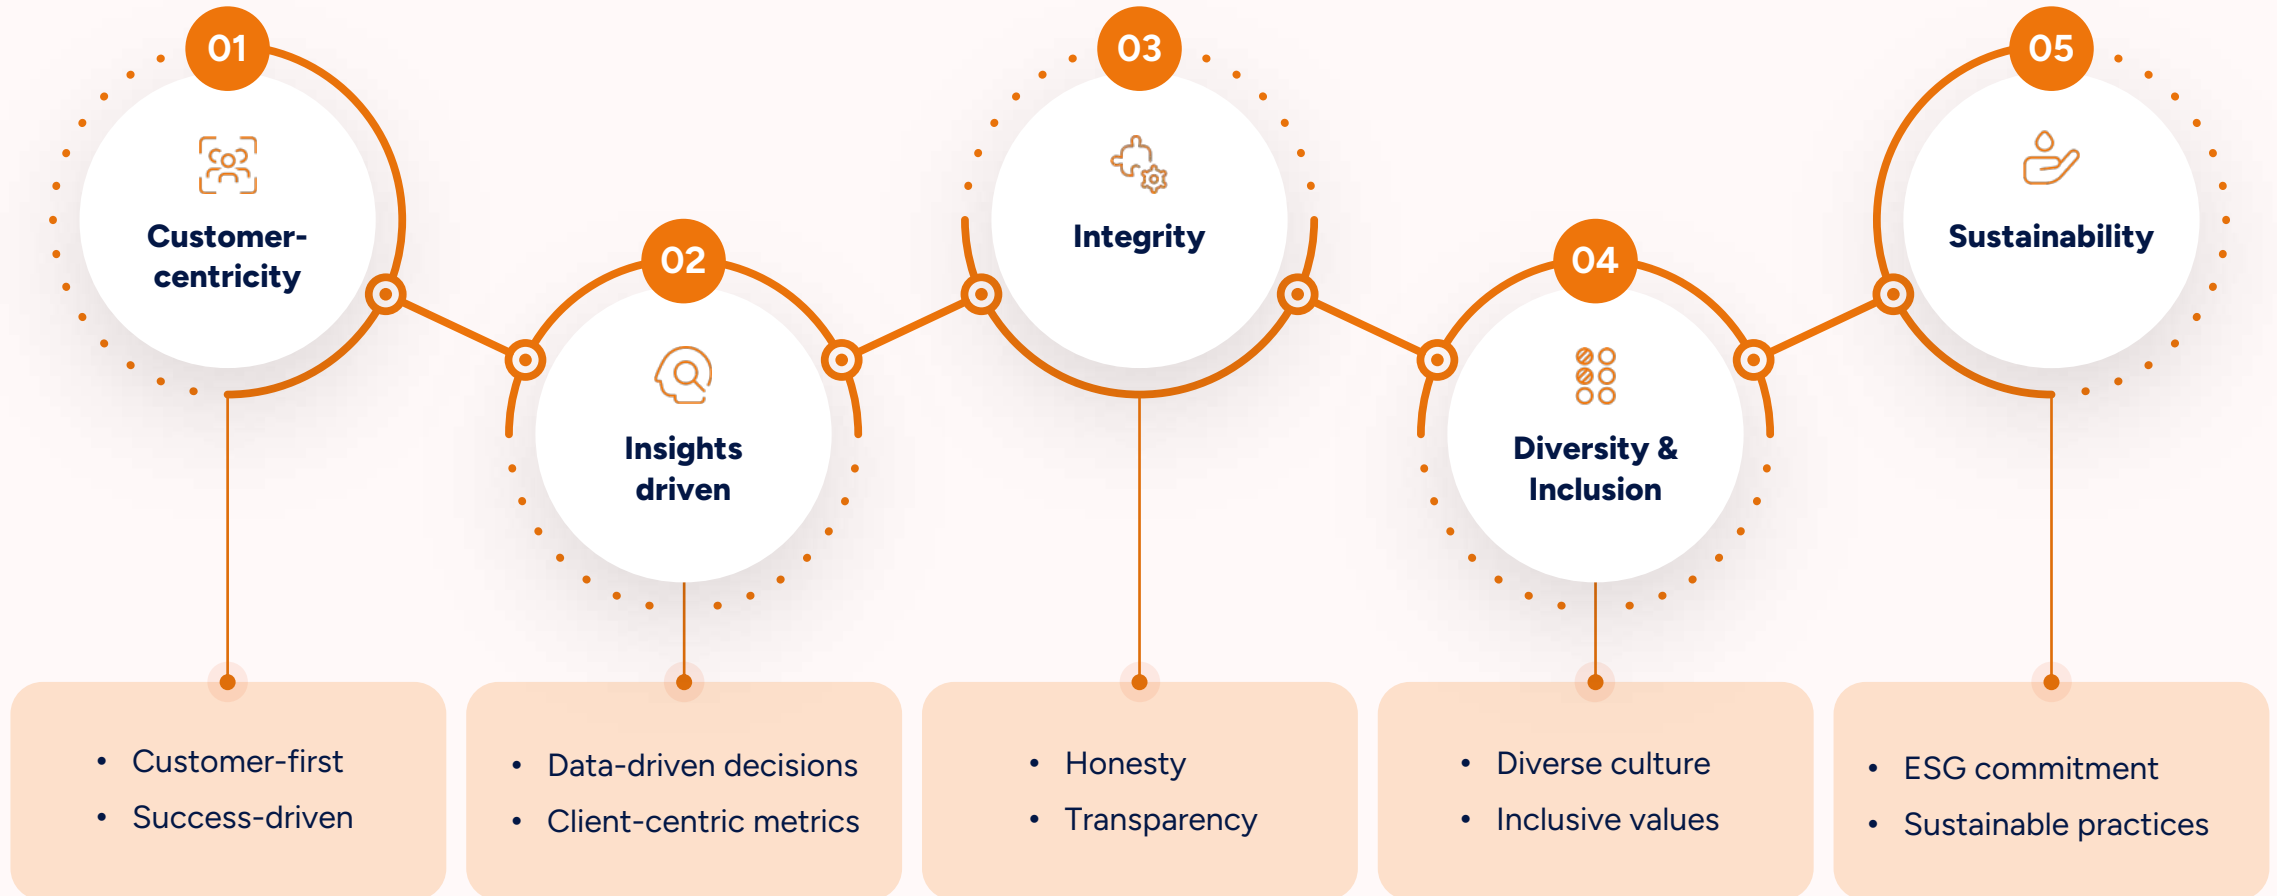 01
Customer-
centricity
02
Insights
driven
03
Integrity
04
Diversity &
Inclusion
05
Sustainability
• Customer-first
• Success-driven
• Data-driven decisions
• Client-centric metrics
• Honesty
• Transparency
• Diverse culture
• Inclusive values
• ESG commitment
• Sustainable practices